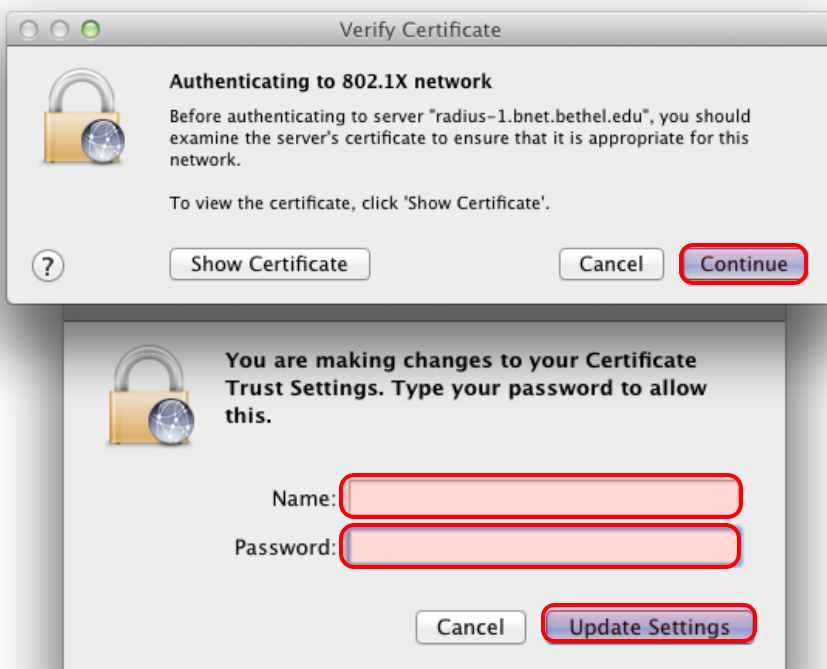 Verify Certificate
Authenticating to 802.1X network
Before authenticating to server "radius-1.bnet.bethel.edu", you should
examine the server's certificate to ensure that it is appropriate for this
network.
To view the certificate, click 'Show Certificate'.
?
Show Certificate
Cancel
Continue
You are making changes to your Certificate
Trust Settings. Type your password to allow
this.
Name:
Password:
Cancel
Update Settings